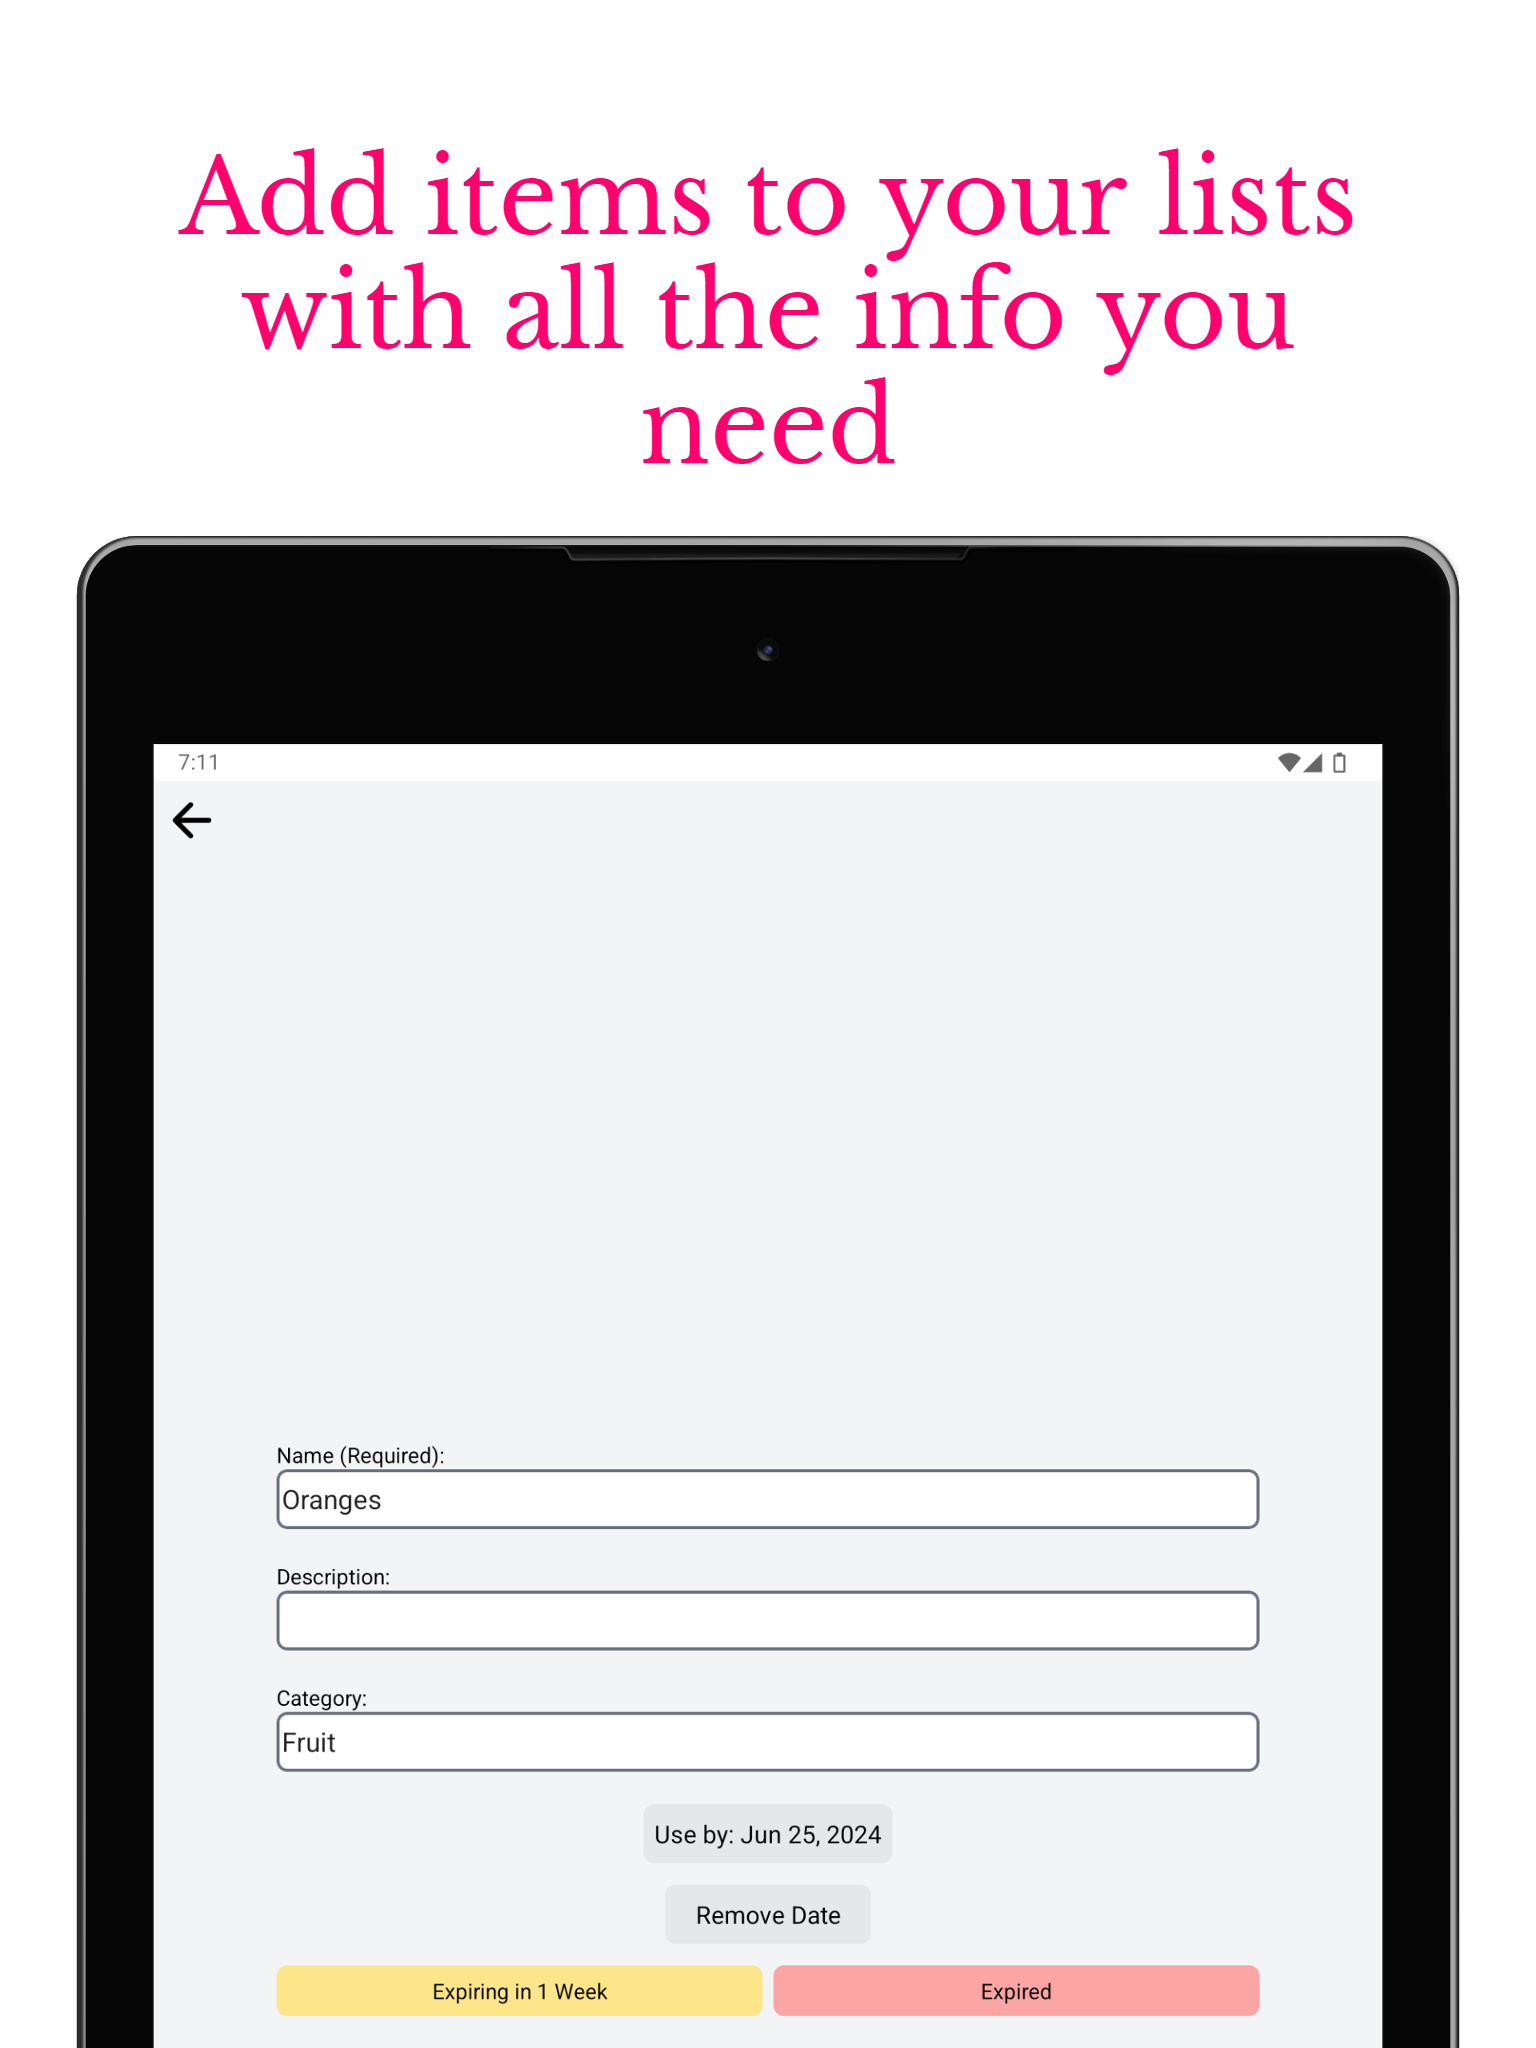 Add items to your lists
with all the info you
need
7:11
Name (Required):
Oranges
Description:
Category:
Fruit
Use by: Jun 25, 2024
Remove Date
Expiring in 1 Week
Expired